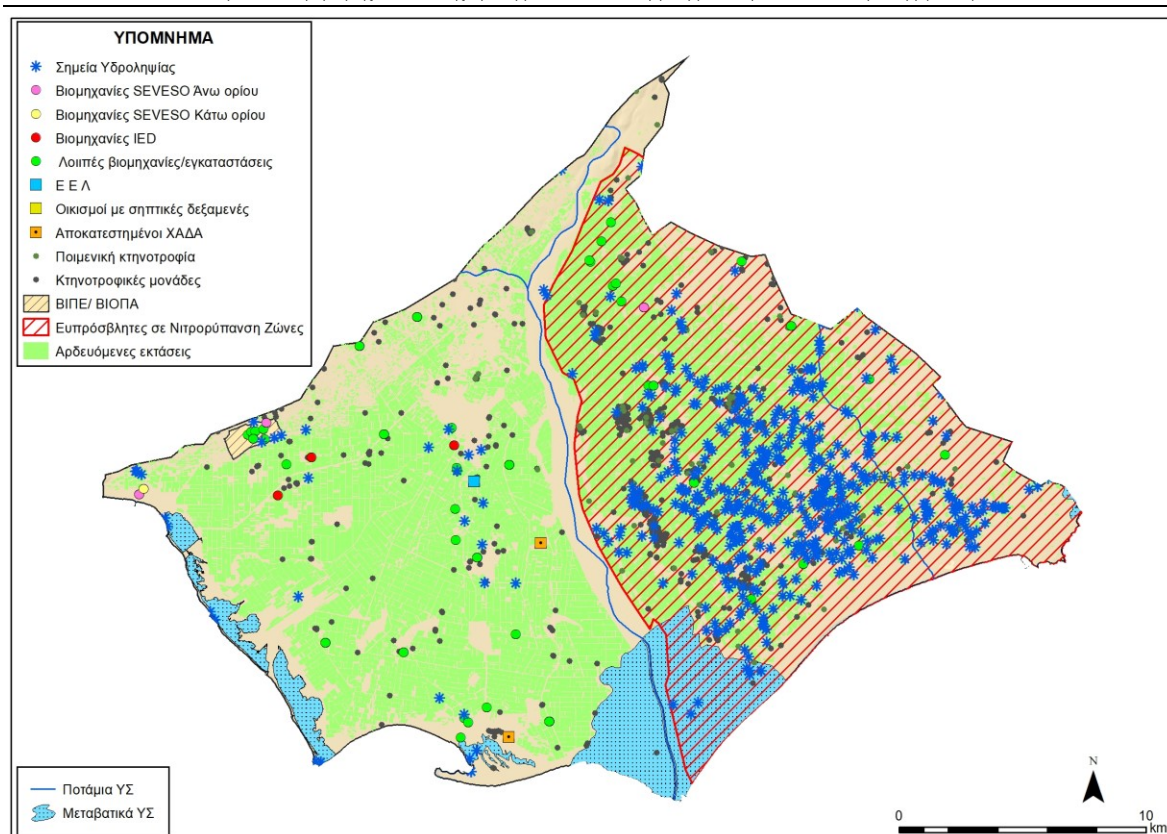 ΥΠΟΜΝΗΜΑ
Σημεία Υδροληψίας
Βιομηχανίες SEVESO Άνω ορίου
Βιομηχανίες SEVESO Κάτω ορίου
Βιομηχανίες IED
Λοιπές βιομηχανίες/εγκαταστάσεις
Ε Ε Λ
Οικισμοί με σηπτικές δεξαμενές
Αποκατεστημένοι ΧΑΔΑ
Ποιμενική κτηνοτροφία
Κτηνοτροφικές μονάδες
ΒΙΠΕ/ ΒΙΟΠΑ
Ευπρόσβλητες σε Νιτρορύπανση Ζώνες
Αρδευόμενες εκτάσεις
Ποτάμια ΥΣ
Μεταβατικά ΥΣ
N
0 10
km